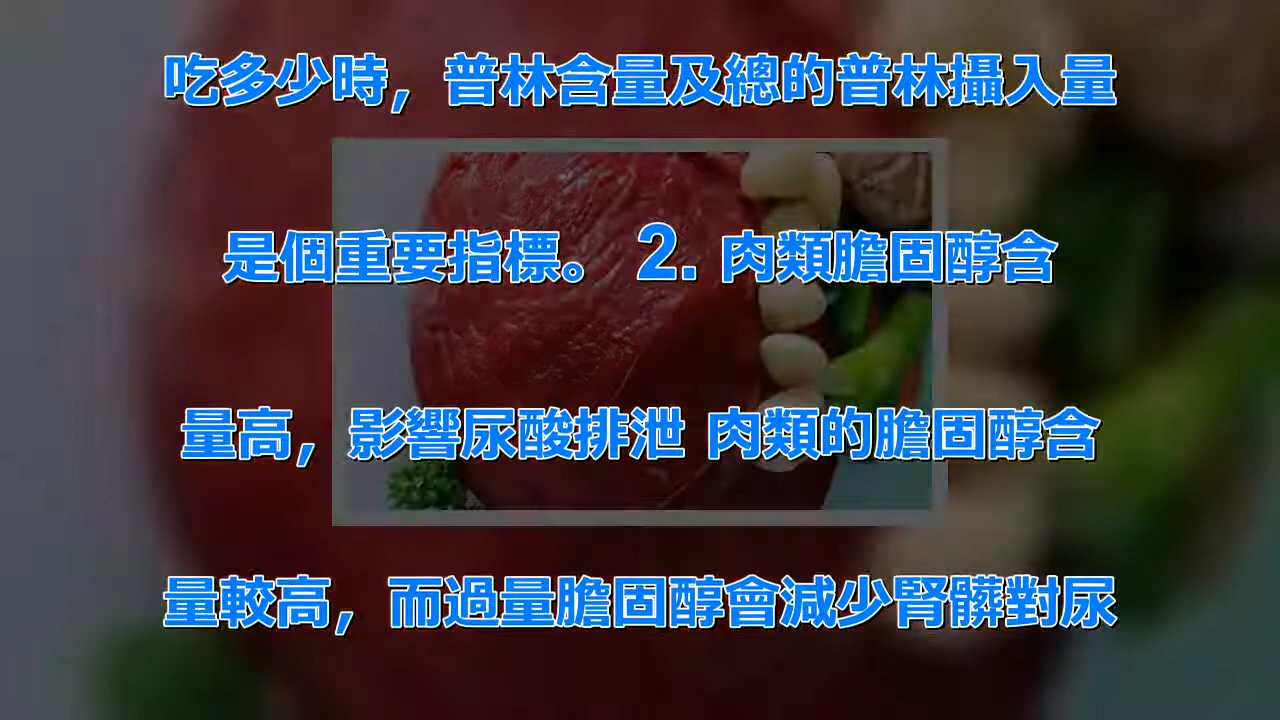 吃多少時，普林含量及總的普林攝入量
是個重要指標。 2. 肉類膽固醇含
量高，影響尿酸排泄 肉類的膽固醇含
量較高，而過量膽固醇會減少腎髒對尿